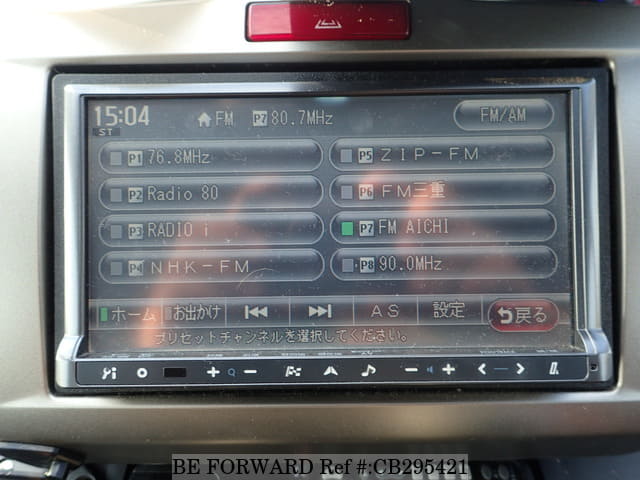 15:04 FM P7 80.7MHz FM/AM
ST
P1 76.8MHz P5 ZIP-FM
P2 Radio 80 P6 FM三重
P3 RADIO i P7 FM AICHI
P4 NHK-FM P8 90.0MHz
ホーム お出かけ AS 設定 戻る
プリセットチャンネルを選択してください。
BE FORWARD Ref #:CB295421